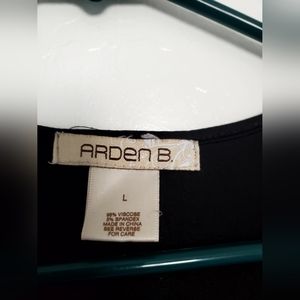 ARDEN B.
L
95% VISCOSE
5% SPANDEX
MADE IN CHINA
SEE REVERSE
FOR CARE